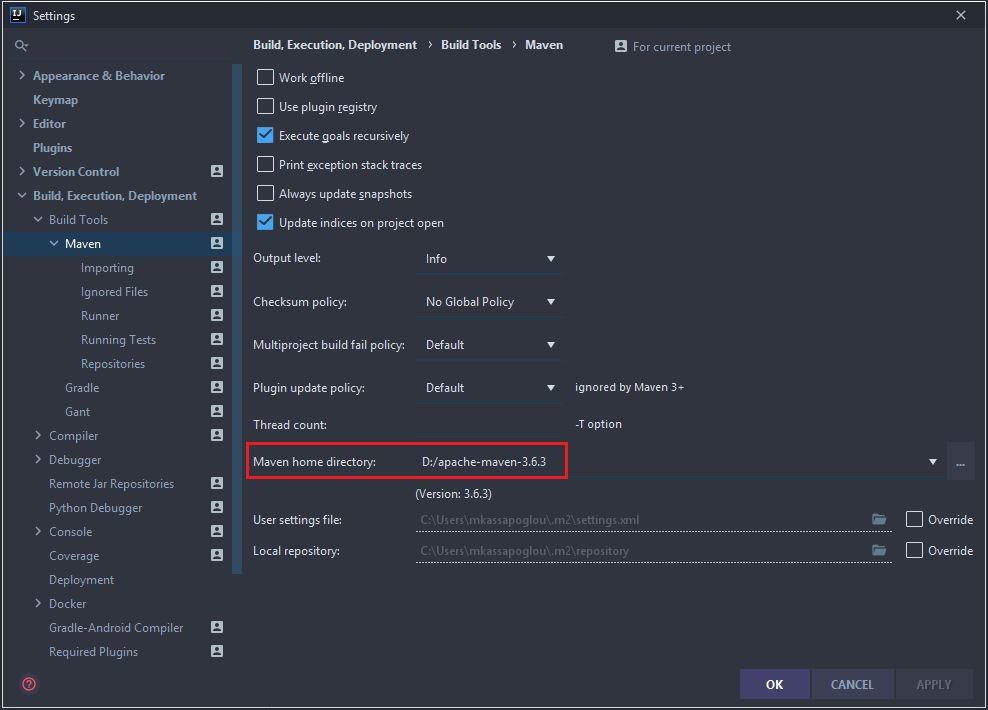 IJ Settings
Build, Execution, Deployment › Build Tools › Maven For current project
Appearance & Behavior
Keymap
Editor
Plugins
Version Control
Build, Execution, Deployment
Build Tools
Maven
Importing
Ignored Files
Runner
Running Tests
Repositories
Gradle
Gant
Compiler
Debugger
Remote Jar Repositories
Python Debugger
Console
Coverage
Deployment
Docker
Gradle-Android Compiler
Required Plugins
Work offline
Use plugin registry
Execute goals recursively
Print exception stack traces
Always update snapshots
Update indices on project open
Output level: Info
Checksum policy: No Global Policy
Multiproject build fail policy: Default
Plugin update policy: Default ignored by Maven 3+
Thread count: -T option
Maven home directory: D:/apache-maven-3.6.3 ...
(Version: 3.6.3)
User settings file: C:\Users\mkassapoglou\.m2\settings.xml Override
Local repository: C:\Users\mkassapoglou\.m2\repository Override
? OK CANCEL APPLY